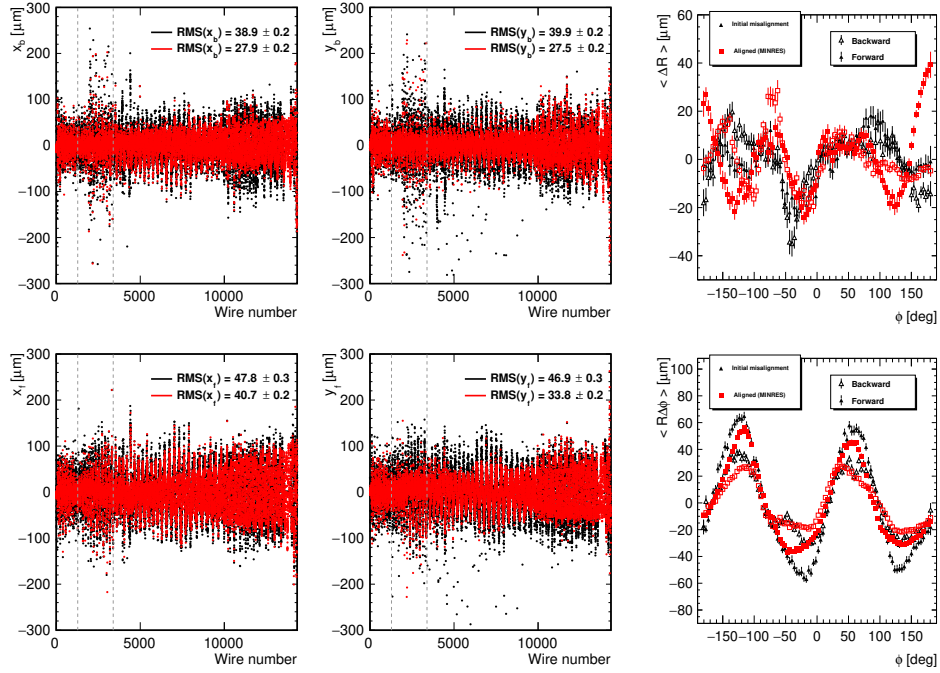 x_b [μm]
300
200
100
0
−100
−200
−300
RMS(x_b) = 38.9 ± 0.2
RMS(x_b) = 27.9 ± 0.2
0
5000
10000
Wire number
y_b [μm]
300
200
100
0
−100
−200
−300
RMS(y_b) = 39.9 ± 0.2
RMS(y_b) = 27.5 ± 0.2
0
5000
10000
Wire number
< ΔR > [μm]
60
40
20
0
−20
−40
Initial misalignment
Aligned (MINRES)
Backward
Forward
−150
−100
−50
0
50
100
150
ϕ [deg]
x_f [μm]
300
200
100
0
−100
−200
−300
RMS(x_f) = 47.8 ± 0.3
RMS(x_f) = 40.7 ± 0.2
0
5000
10000
Wire number
y_f [μm]
300
200
100
0
−100
−200
−300
RMS(y_f) = 46.9 ± 0.3
RMS(y_f) = 33.8 ± 0.2
0
5000
10000
Wire number
< RΔϕ > [μm]
100
80
60
40
20
0
−20
−40
−60
−80
Initial misalignment
Aligned (MINRES)
Backward
Forward
−150
−100
−50
0
50
100
150
ϕ [deg]